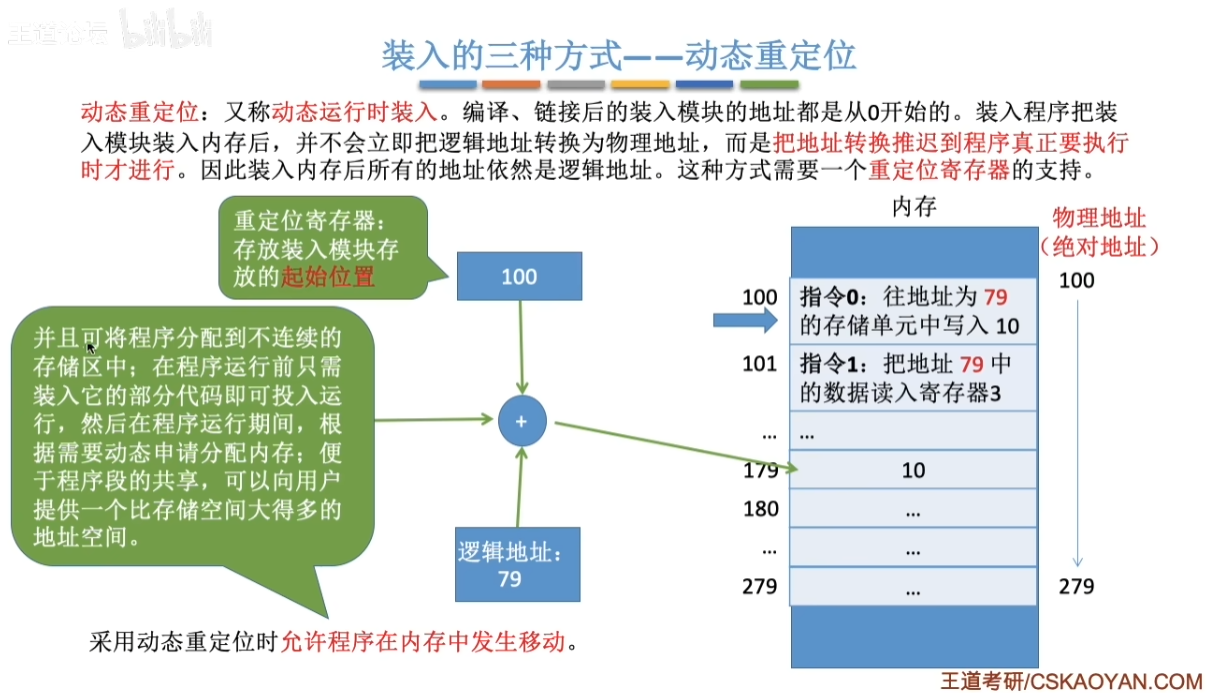 王道论坛 bilibili
装入的三种方式——动态重定位
动态重定位：又称动态运行时装入。编译、链接后的装入模块的地址都是从0开始的。装入程序把装
入模块装入内存后，并不会立即把逻辑地址转换为物理地址，而是把地址转换推迟到程序真正要执行
时才进行。因此装入内存后所有的地址依然是逻辑地址。这种方式需要一个重定位寄存器的支持。
重定位寄存器：
存放装入模块存
放的起始位置
100
并且可将程序分配到不连续的
存储区中；在程序运行前只需
装入它的部分代码即可投入运
行，然后在程序运行期间，根
据需要动态申请分配内存；便
于程序段的共享，可以向用户
提供一个比存储空间大得多的
地址空间。
+
逻辑地址：
79
采用动态重定位时允许程序在内存中发生移动。
内存
物理地址
（绝对地址）
100
指令0：往地址为 79
的存储单元中写入 10
100
101
指令1：把地址 79 中
的数据读入寄存器3
...
...
179
10
180
...
...
...
279
...
279
王道考研/CSKAOYAN.COM